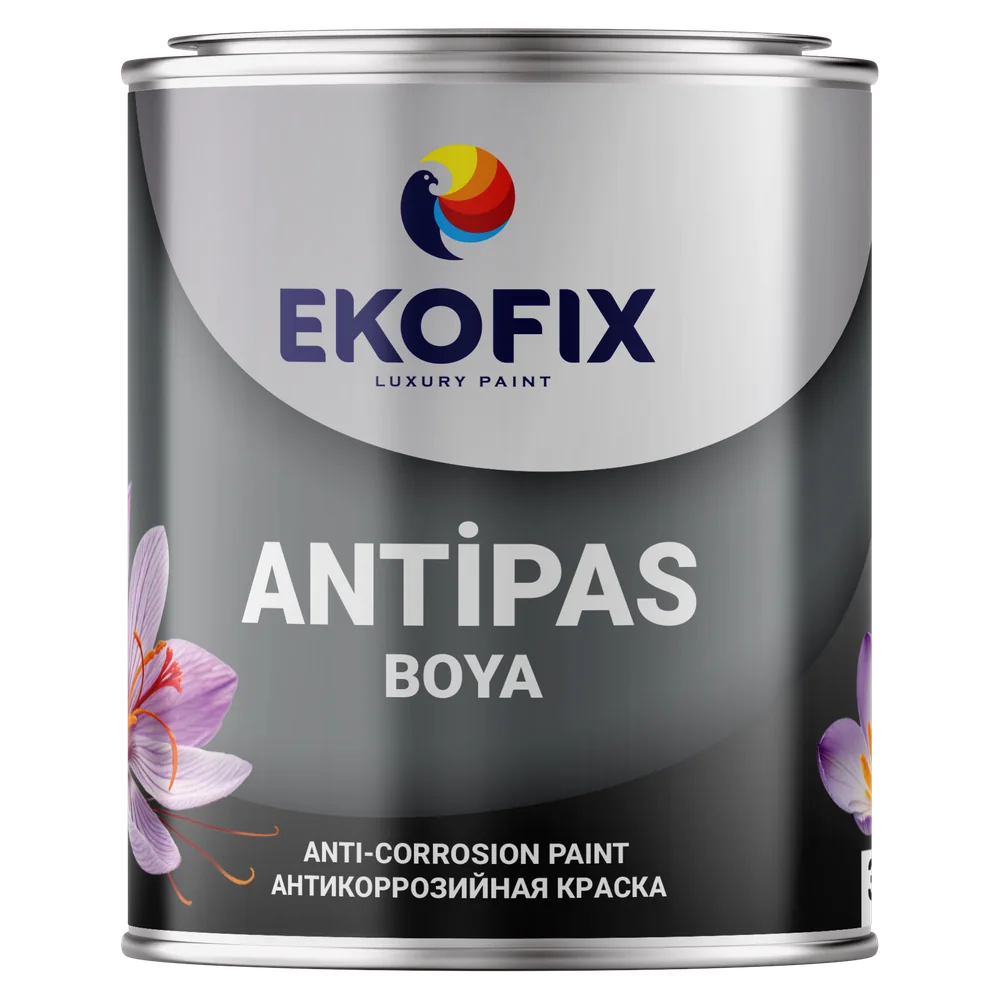 EKOFIX
LUXURY PAINT
ANTİPAS
BOYA
ANTI-CORROSION PAINT
АНТИКОРРОЗИЙНАЯ КРАСКА